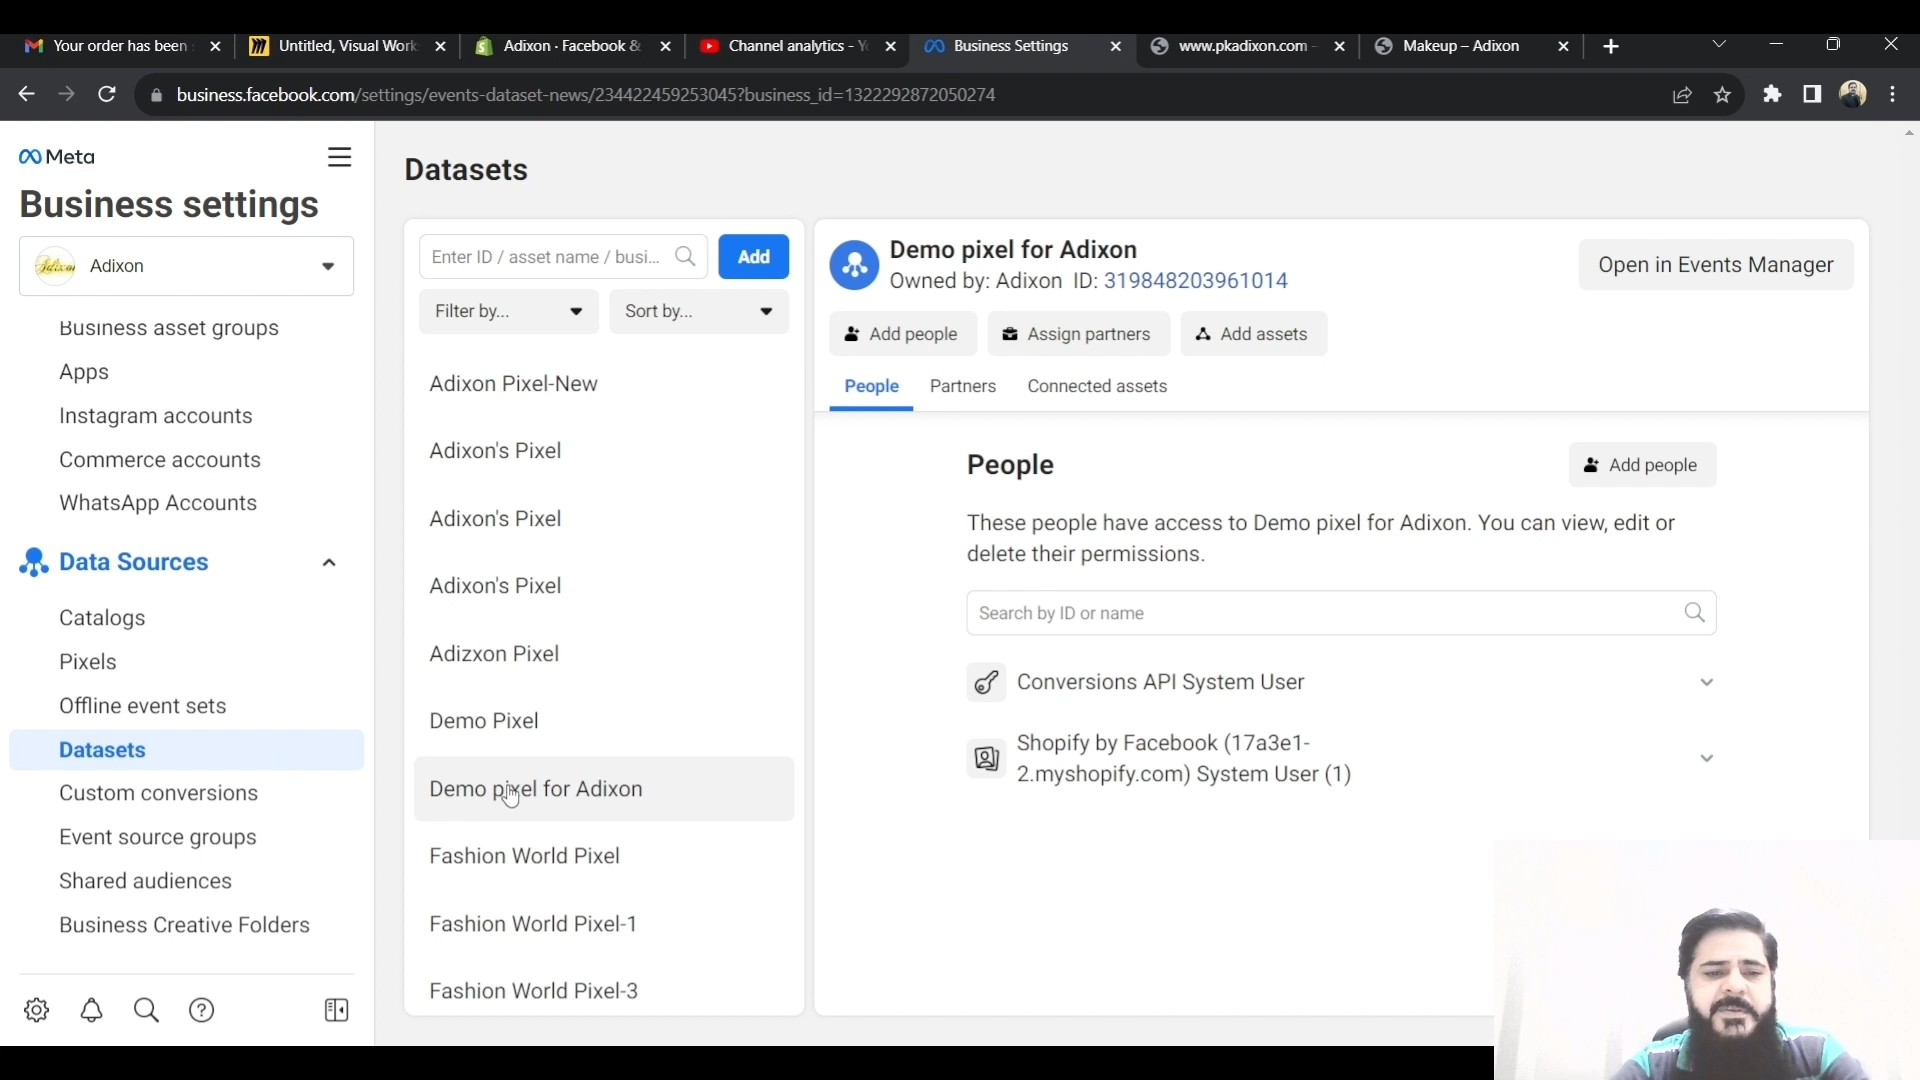 Your order has been
Untitled, Visual Work
Adixon · Facebook &
Channel analytics - Y
Business Settings
www.pkadixon.com -
Makeup – Adixon
business.facebook.com/settings/events-dataset-news/234422459253045?business_id=1322292872050274
Meta
Business settings
Adixon
Adixon
Business asset groups
Apps
Instagram accounts
Commerce accounts
WhatsApp Accounts
Data Sources
Catalogs
Pixels
Offline event sets
Datasets
Custom conversions
Event source groups
Shared audiences
Business Creative Folders
Datasets
Enter ID / asset name / busi...
Add
Filter by...
Sort by...
Adixon Pixel-New
Adixon's Pixel
Adixon's Pixel
Adixon's Pixel
Adizxon Pixel
Demo Pixel
Demo pixel for Adixon
Fashion World Pixel
Fashion World Pixel-1
Fashion World Pixel-3
Demo pixel for Adixon
Owned by: Adixon ID: 319848203961014
Open in Events Manager
Add people
Assign partners
Add assets
People
Partners
Connected assets
People
Add people
These people have access to Demo pixel for Adixon. You can view, edit or
delete their permissions.
Search by ID or name
Conversions API System User
Shopify by Facebook (17a3e1-
2.myshopify.com) System User (1)